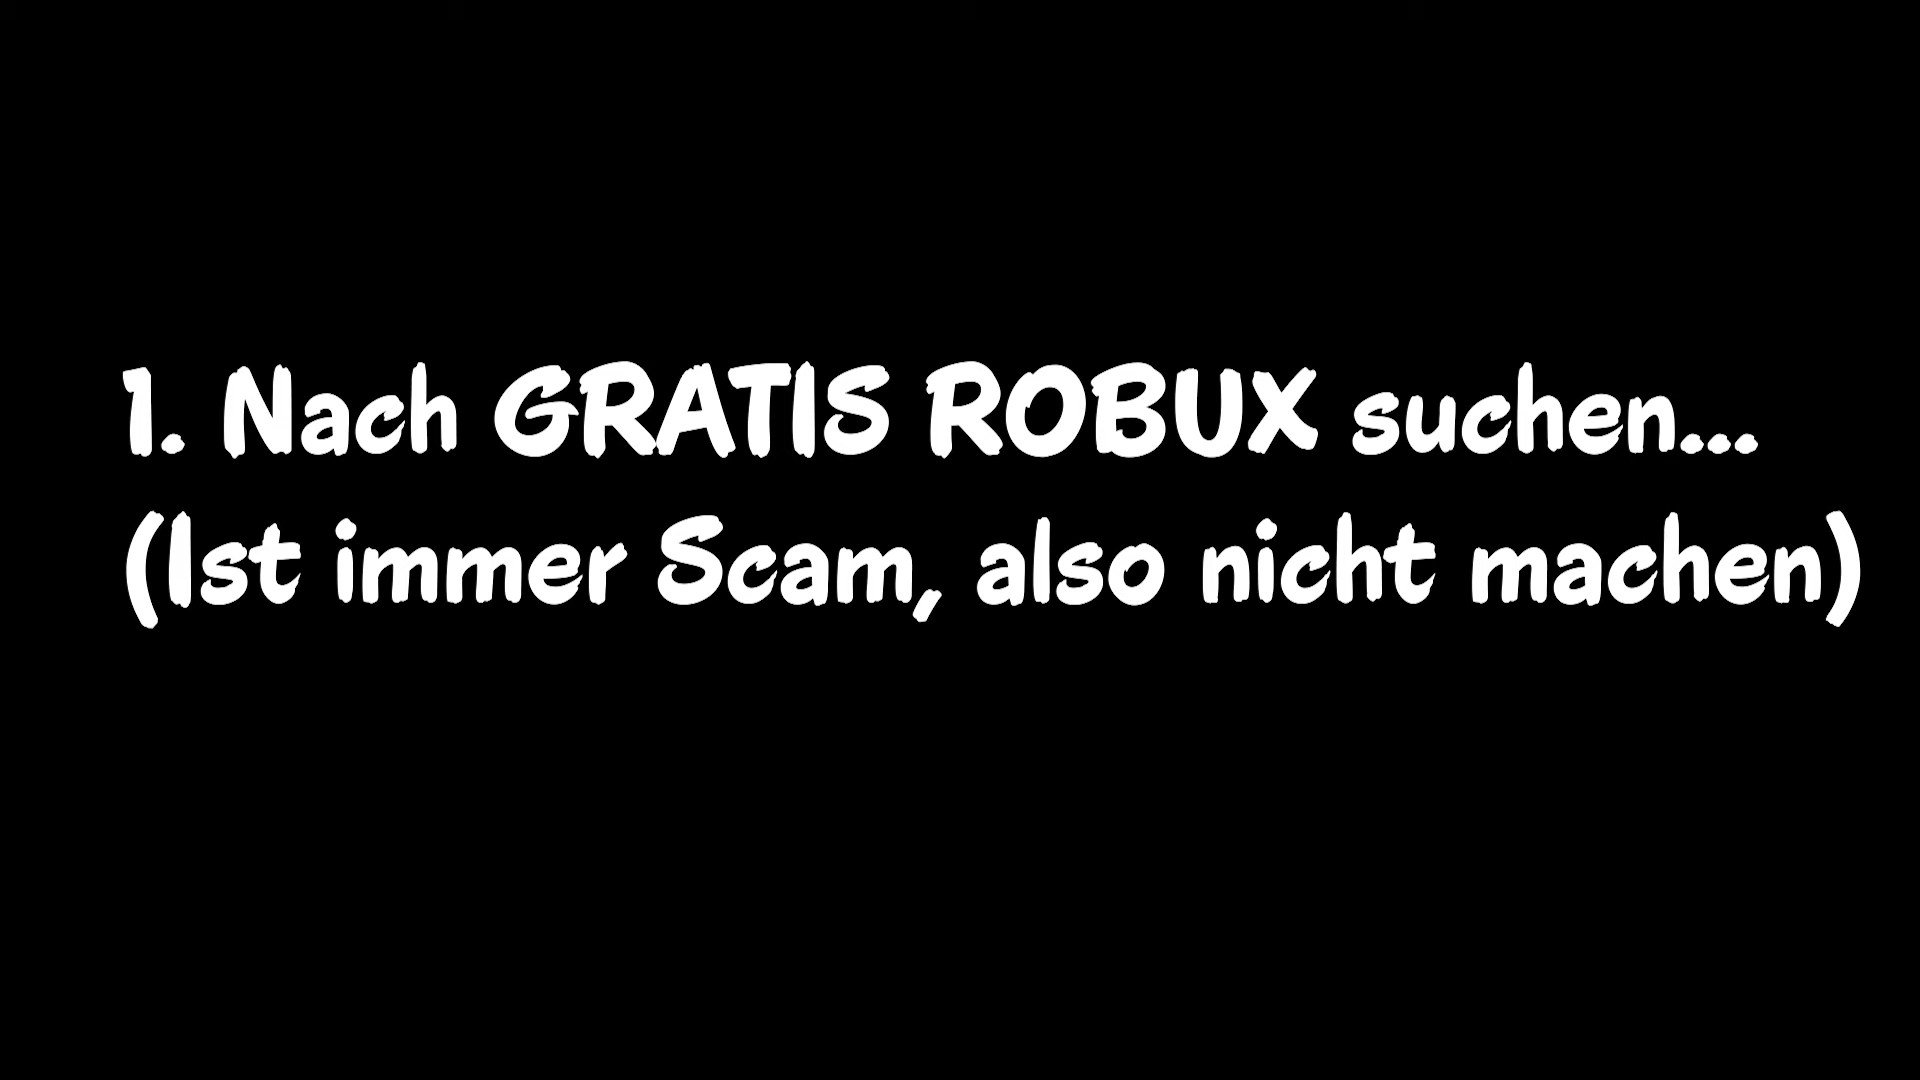 1. Nach GRATIS ROBUX suchen...
(Ist immer Scam, also nicht machen)